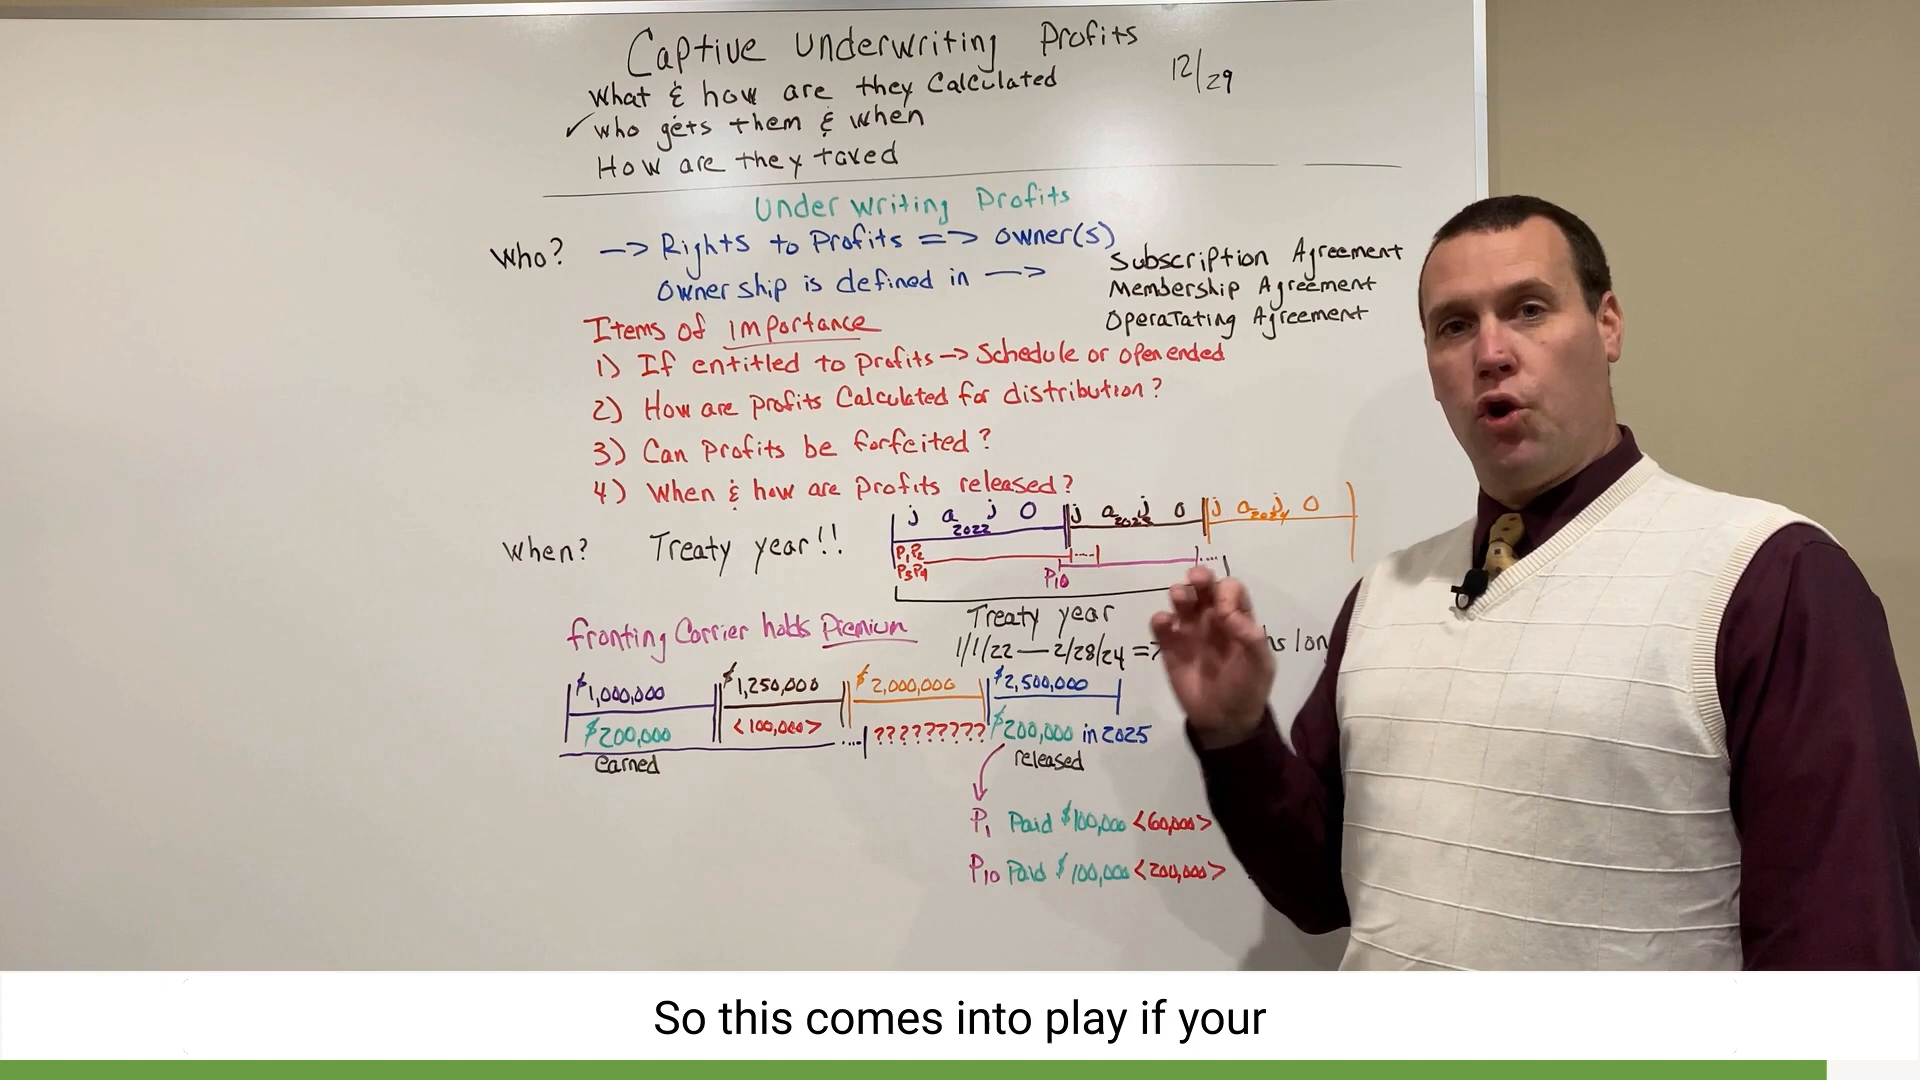 Captive Underwriting Profits
12/29
What & how are they Calculated
✓ who gets them & when
How are they taxed
Underwriting Profits
Who? --> Rights to Profits => owner(s)
Ownership is defined in -->
Subscription Agreement
Membership Agreement
OperaTating Agreement
Items of importance
1) If entitled to profits -> Schedule or open ended
2) How are profits Calculated for distribution?
3) Can Profits be forfeited?
4) When & how are Profits released?
When? Treaty year!!
j a j o j a j o j a j o
2022 2023 2024
P1 P2
P3 P4
P10
Treaty year
1/1/22 — 2/28/24 =>
fronting Carrier holds Premium
$1,000,000 $1,250,000 $2,000,000 $2,500,000
$200,000 <100,000> ????????? $200,000 in 2025
earned
released
P1 Paid $100,000 <60,000>
P10 Paid $100,000 <200,000>
So this comes into play if your